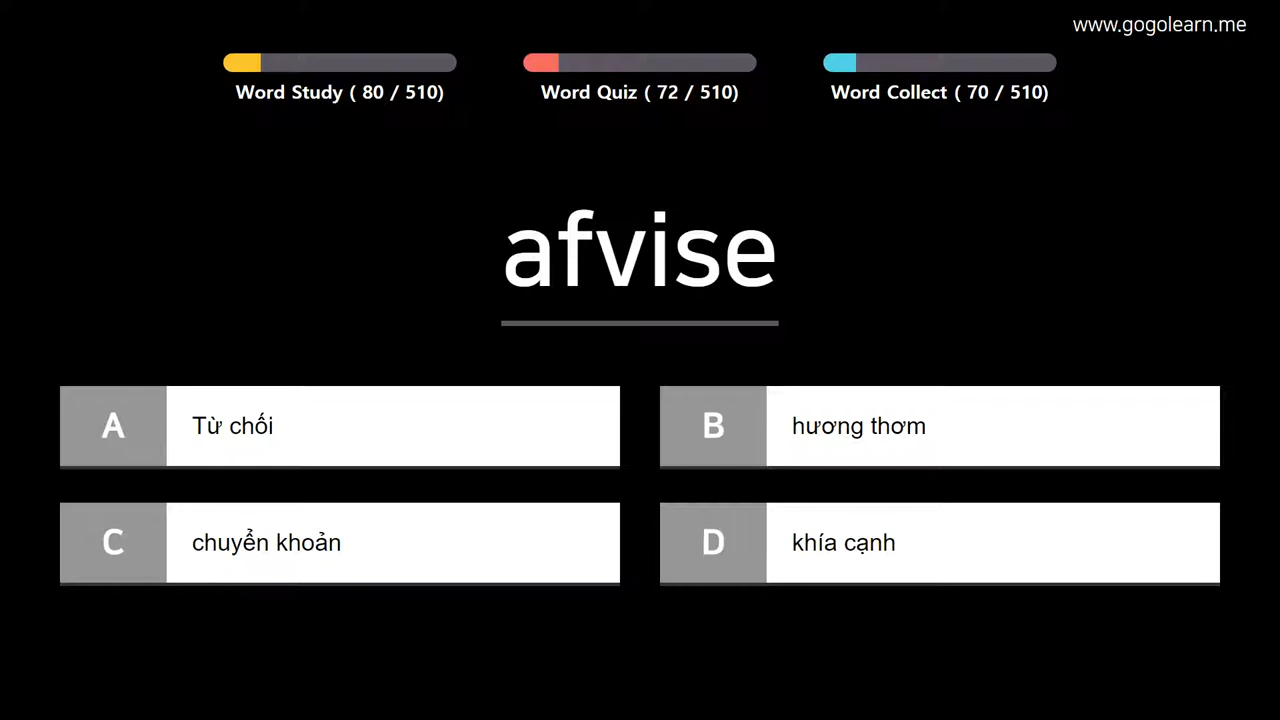 www.gogolearn.me
Word Study ( 80 / 510)
Word Quiz ( 72 / 510)
Word Collect ( 70 / 510)
afvise
A Từ chối
B hương thơm
C chuyển khoản
D khía cạnh